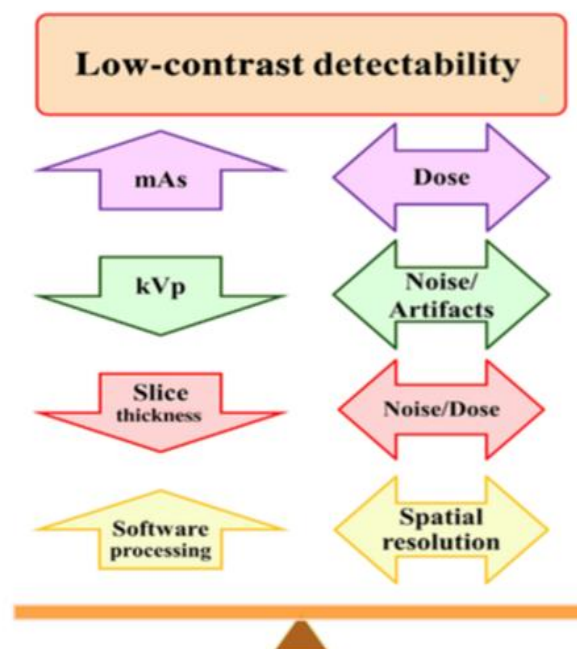 Low-contrast detectability
mAs
Dose
kVp
Noise/
Artifacts
Slice
thickness
Noise/Dose
Software
processing
Spatial
resolution